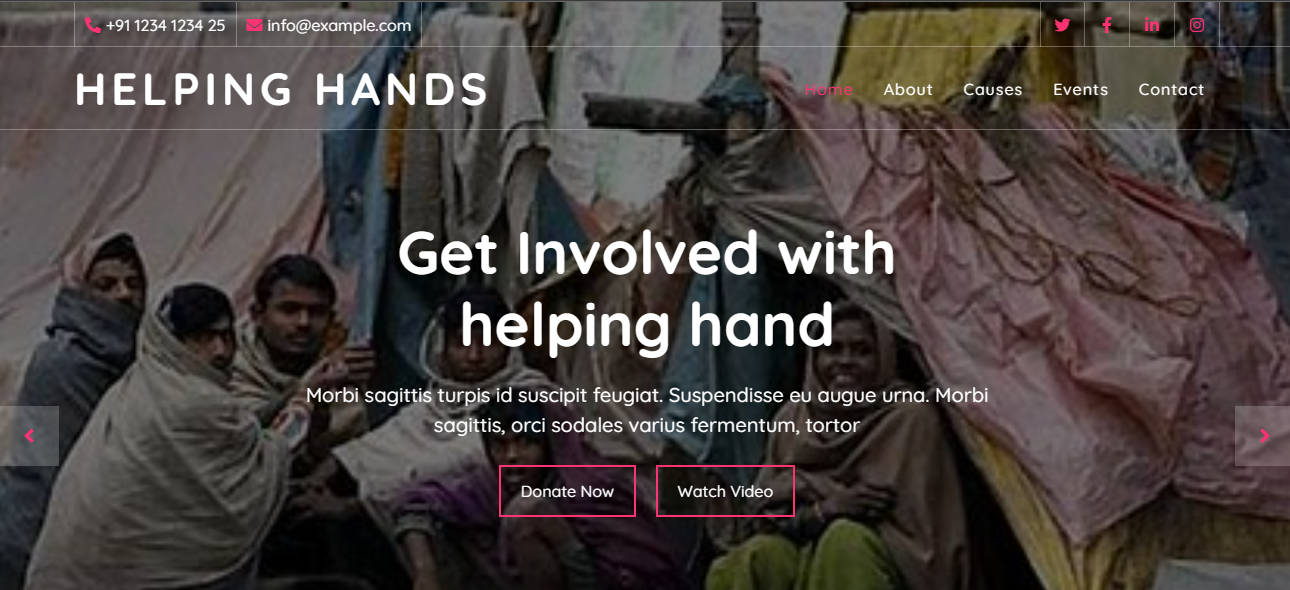 +91 1234 1234 25 info@example.com
HELPING HANDS
Home About Causes Events Contact
Get Involved with
helping hand
Morbi sagittis turpis id suscipit feugiat. Suspendisse eu augue urna. Morbi
sagittis, orci sodales varius fermentum, tortor
Donate Now Watch Video